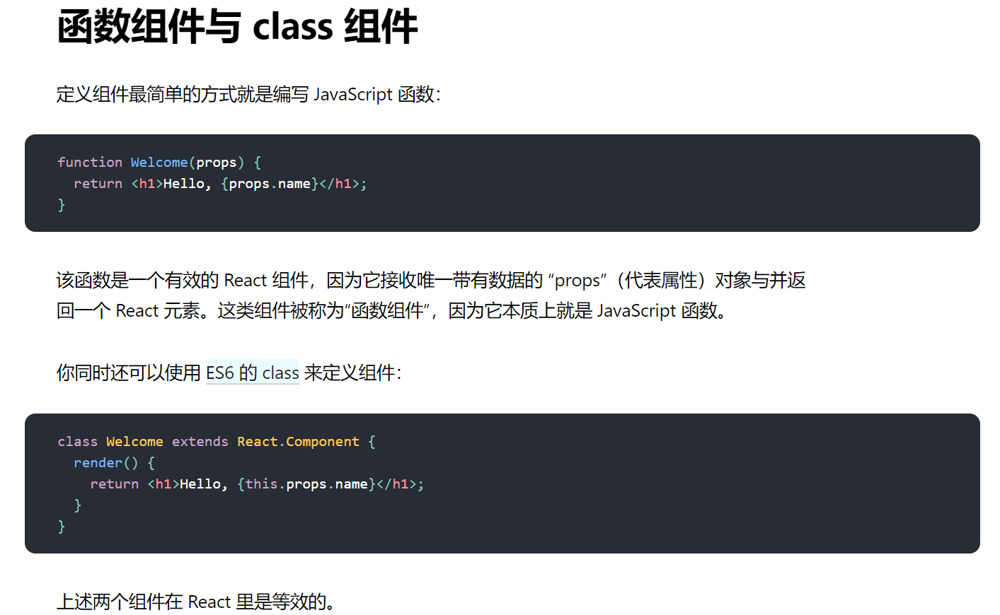 函数组件与 class 组件
定义组件最简单的方式就是编写 JavaScript 函数：
function Welcome(props) {
  return <h1>Hello, {props.name}</h1>;
}
该函数是一个有效的 React 组件，因为它接收唯一带有数据的 “props”（代表属性）对象与并返
回一个 React 元素。这类组件被称为“函数组件”，因为它本质上就是 JavaScript 函数。
你同时还可以使用 ES6 的 class 来定义组件：
class Welcome extends React.Component {
  render() {
    return <h1>Hello, {this.props.name}</h1>;
  }
}
上述两个组件在 React 里是等效的。